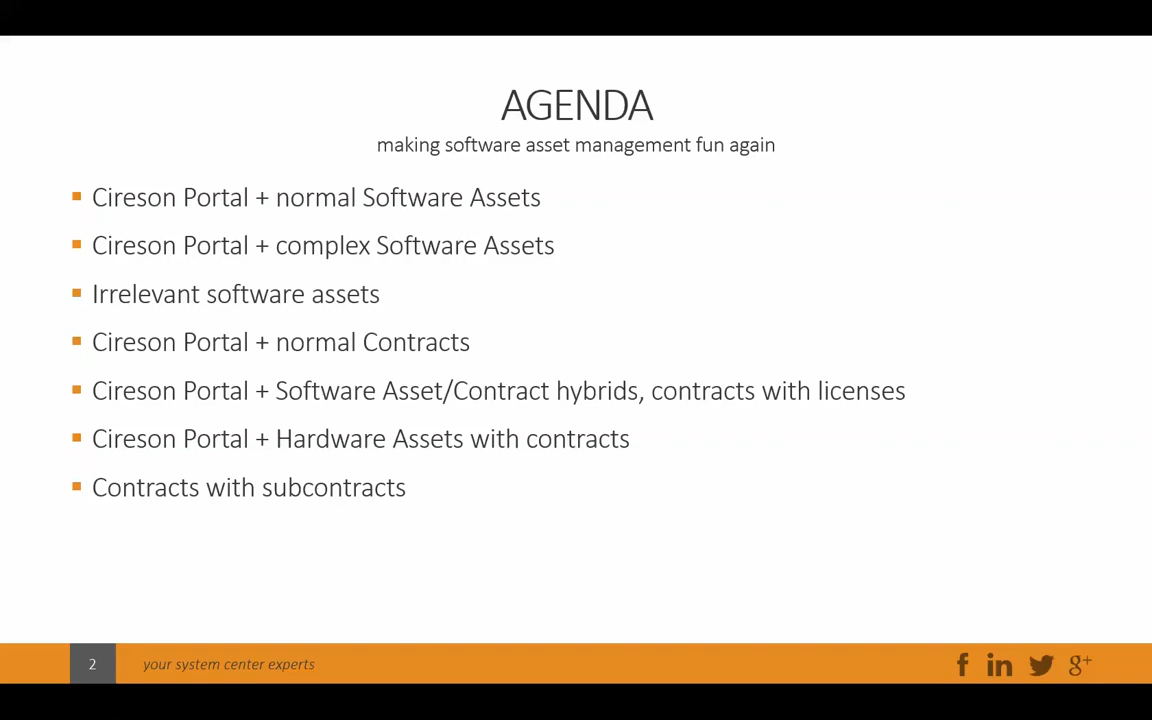 AGENDA
making software asset management fun again
Cireson Portal + normal Software Assets
Cireson Portal + complex Software Assets
Irrelevant software assets
Cireson Portal + normal Contracts
Cireson Portal + Software Asset/Contract hybrids, contracts with licenses
Cireson Portal + Hardware Assets with contracts
Contracts with subcontracts
2
your system center experts
f
in
g+